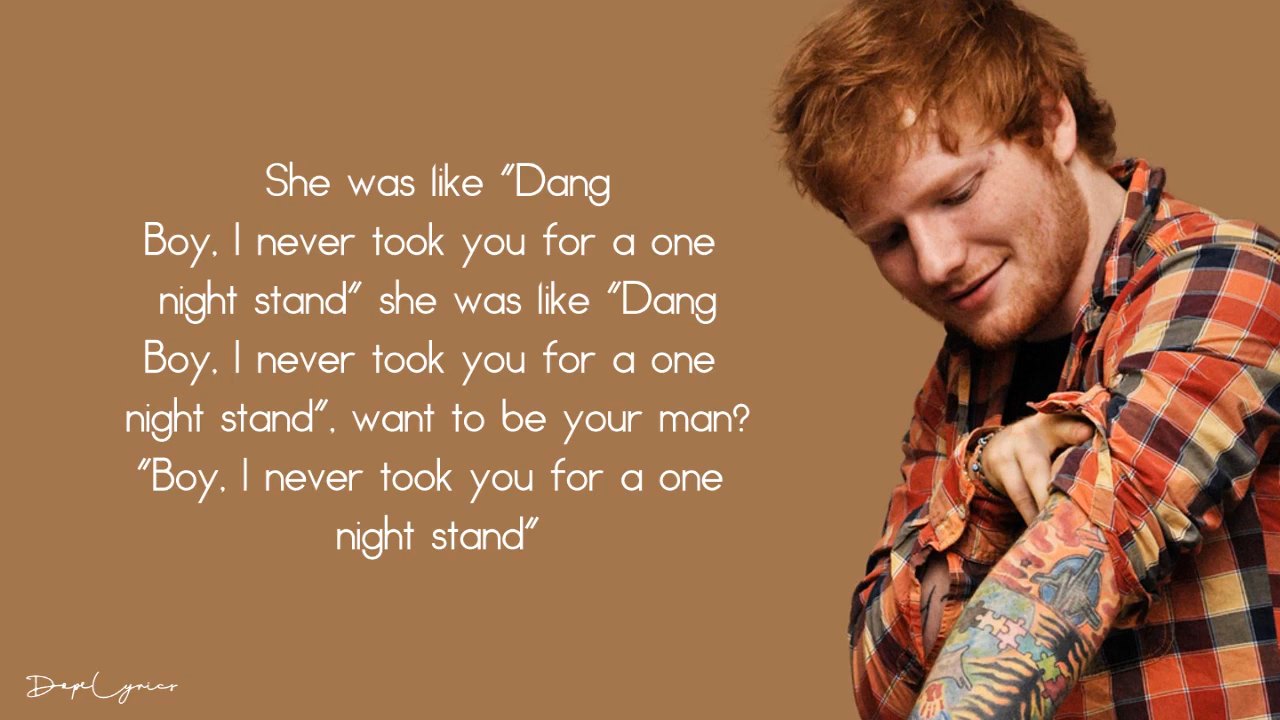 She was like "Dang
Boy, I never took you for a one
night stand" she was like "Dang
Boy, I never took you for a one
night stand", want to be your man?
"Boy, I never took you for a one
night stand"
DopeLyrics